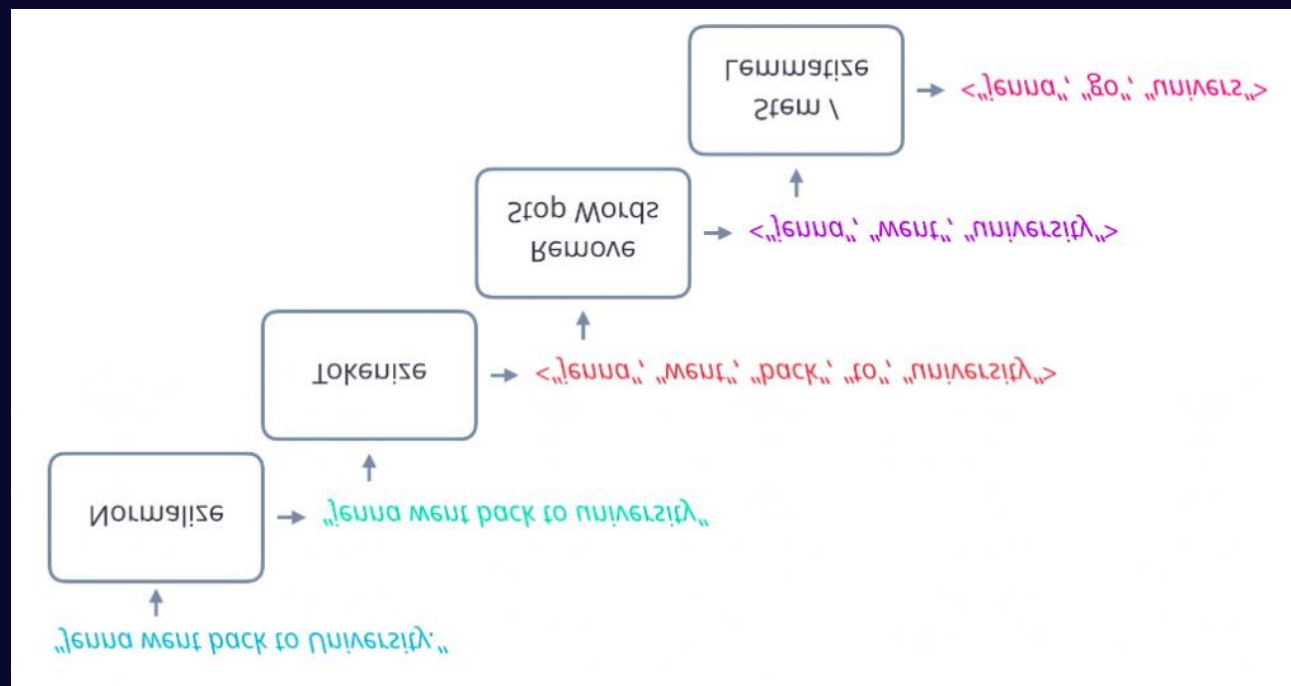 "Jenna went back to University."
Normalize
"jenna went back to university"
Tokenize
<"jenna", "went", "back", "to", "university">
Remove
Stop Words
<"jenna", "went", "university">
Stem /
Lemmatize
<"jenna", "go", "univers">